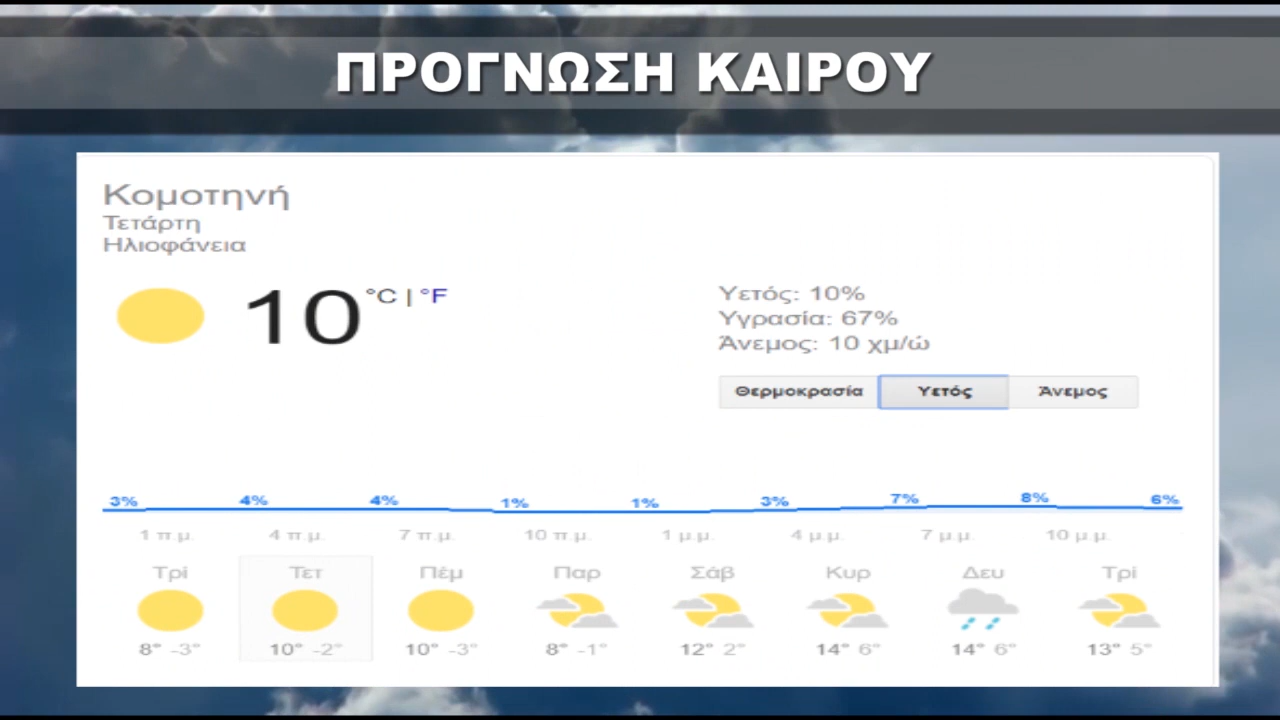 ΠΡΟΓΝΩΣΗ ΚΑΙΡΟΥ
Κομοτηνή
Τετάρτη
Ηλιοφάνεια
10 °C | °F
Υετός: 10%
Υγρασία: 67%
Άνεμος: 10 χμ/ώ
Θερμοκρασία Υετός Άνεμος
3% 4% 4% 1% 1% 3% 7% 8% 6%
1 π.μ. 4 π.μ. 7 π.μ. 10 π.μ. 1 μ.μ. 4 μ.μ. 7 μ.μ. 10 μ.μ.
Τρί Τετ Πέμ Παρ Σάβ Κυρ Δευ Τρί
8° -3° 10° -2° 10° -3° 8° -1° 12° 2° 14° 6° 14° 6° 13° 5°